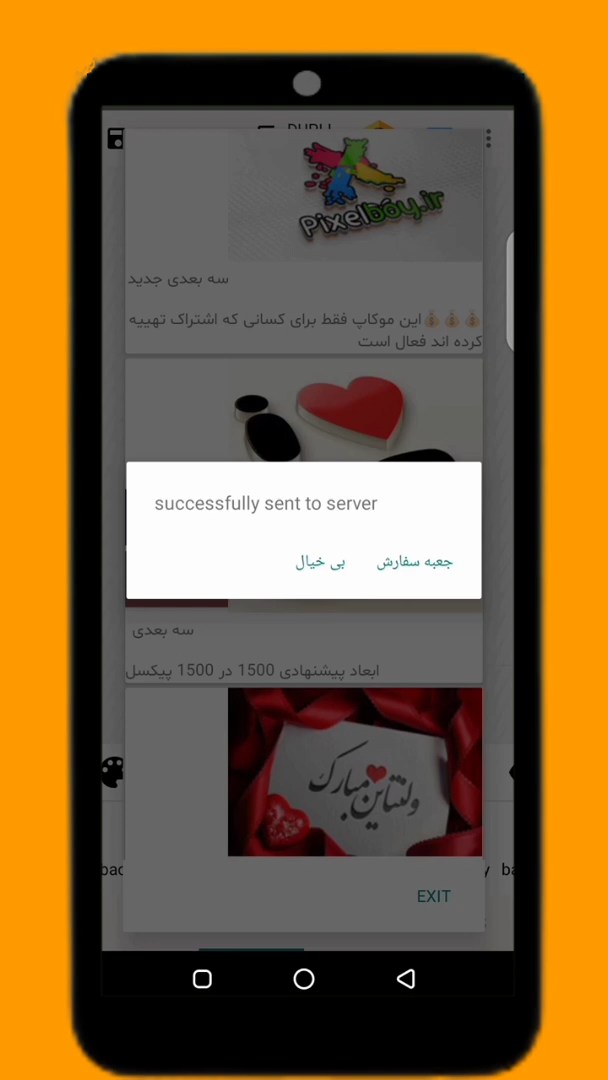 Pixelboy.ir
سه بعدی جدید
💰💰💰این موکاپ فقط برای کسانی که اشتراک تهییه
کرده اند فعال است
successfully sent to server
جعبه سفارش
بی خیال
سه بعدی
ابعاد پیشنهادی 1500 در 1500 پیکسل
ولنتاین مبارک
EXIT